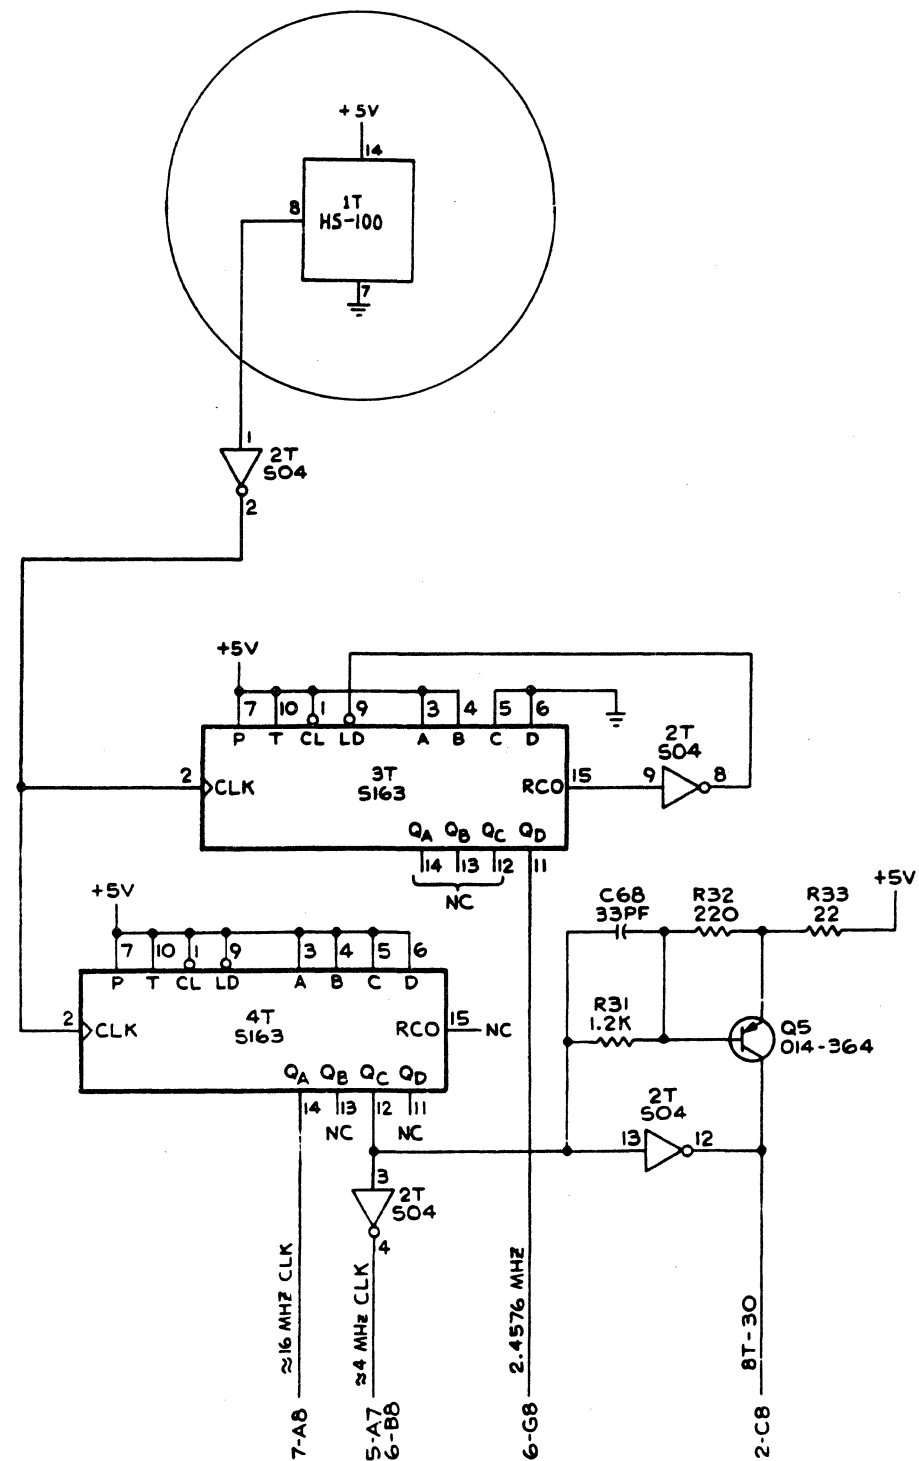 +5V
14
8
1T
HS-100
7
1
2T
S04
2
+5V
7 10 1 9 3 4 5 6
P T CL LD A B C D
2T
S04
2
CLK
3T
S163
RCO
15
9
8
QA QB QC QD
14 13 12 11
NC
+5V
+5V
C68
33PF
R32
220
R33
22
7 10 1 9 3 4 5 6
P T CL LD A B C D
R31
1.2K
2
CLK
4T
S163
RCO
15
NC
Q5
014-364
QA QB QC QD
14 13 12 11
NC NC
2T
S04
13
12
3
2T
S04
4
≈16 MHZ CLK
≈4 MHZ CLK
2.4576 MHZ
8T-30
7-A8
5-A7
6-B8
6-G8
2-C8